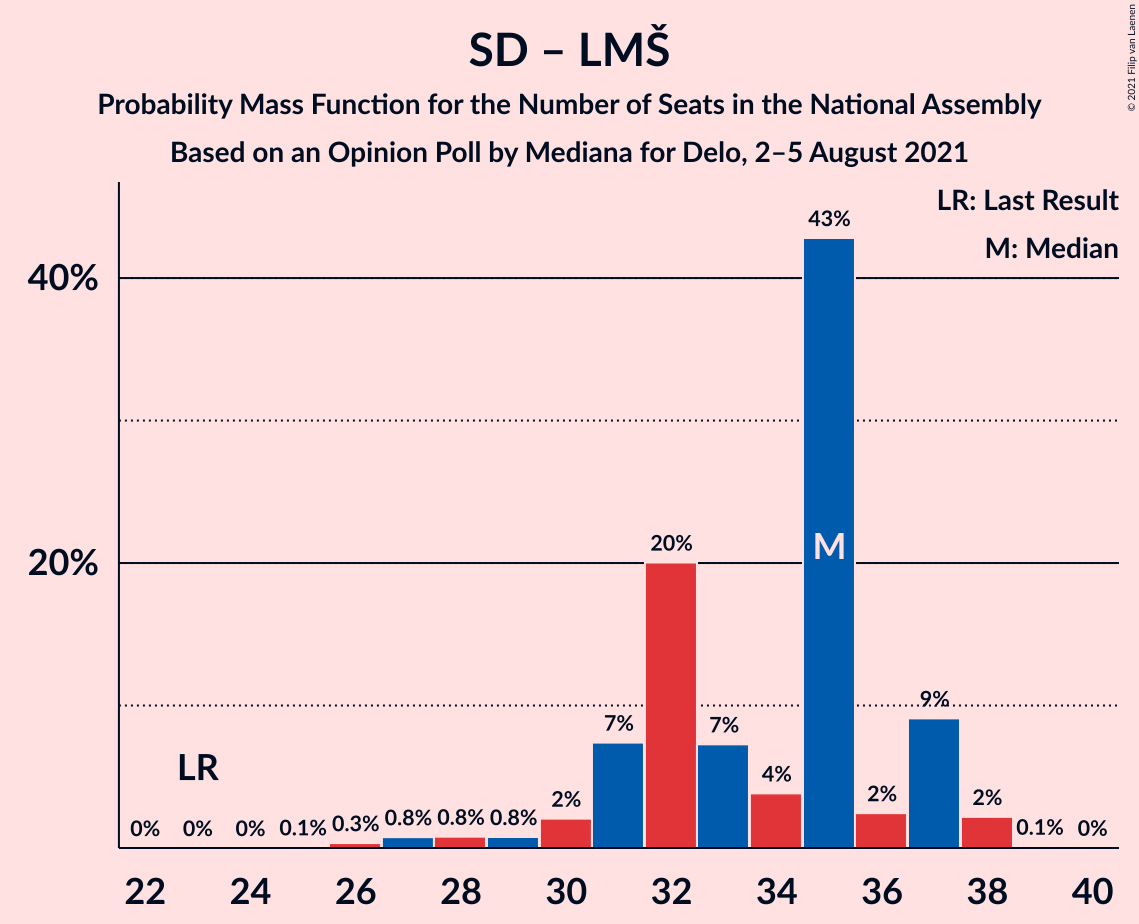 SD – LMŠ
Probability Mass Function for the Number of Seats in the National Assembly
Based on an Opinion Poll by Mediana for Delo, 2–5 August 2021
© 2021 Filip van Laenen
LR: Last Result
M: Median
43%
40%
M
20%
20%
9%
7%
7%
LR
4%
2%
2%
2%
0% 0% 0% 0.1% 0.3% 0.8% 0.8% 0.8% 0.1% 0%
22 24 26 28 30 32 34 36 38 40